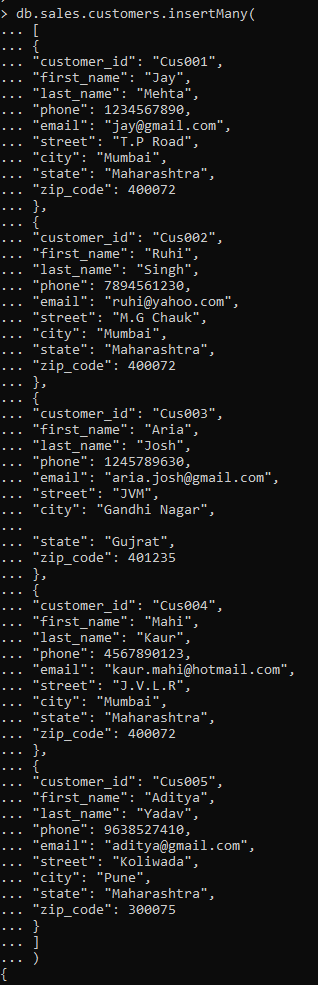 > db.sales.customers.insertMany(
... [
... {
... "customer_id": "Cus001",
... "first_name": "Jay",
... "last_name": "Mehta",
... "phone": 1234567890,
... "email": "jay@gmail.com",
... "street": "T.P Road",
... "city": "Mumbai",
... "state": "Maharashtra",
... "zip_code": 400072
... },
... {
... "customer_id": "Cus002",
... "first_name": "Ruhi",
... "last_name": "Singh",
... "phone": 7894561230,
... "email": "ruhi@yahoo.com",
... "street": "M.G Chauk",
... "city": "Mumbai",
... "state": "Maharashtra",
... "zip_code": 400072
... },
... {
... "customer_id": "Cus003",
... "first_name": "Aria",
... "last_name": "Josh",
... "phone": 1245789630,
... "email": "aria.josh@gmail.com",
... "street": "JVM",
... "city": "Gandhi Nagar",
...
... "state": "Gujrat",
... "zip_code": 401235
... },
... {
... "customer_id": "Cus004",
... "first_name": "Mahi",
... "last_name": "Kaur",
... "phone": 4567890123,
... "email": "kaur.mahi@hotmail.com",
... "street": "J.V.L.R",
... "city": "Mumbai",
... "state": "Maharashtra",
... "zip_code": 400072
... },
... {
... "customer_id": "Cus005",
... "first_name": "Aditya",
... "last_name": "Yadav",
... "phone": 9638527410,
... "email": "aditya@gmail.com",
... "street": "Koliwada",
... "city": "Pune",
... "state": "Maharashtra",
... "zip_code": 300075
... }
... ]
... )
{